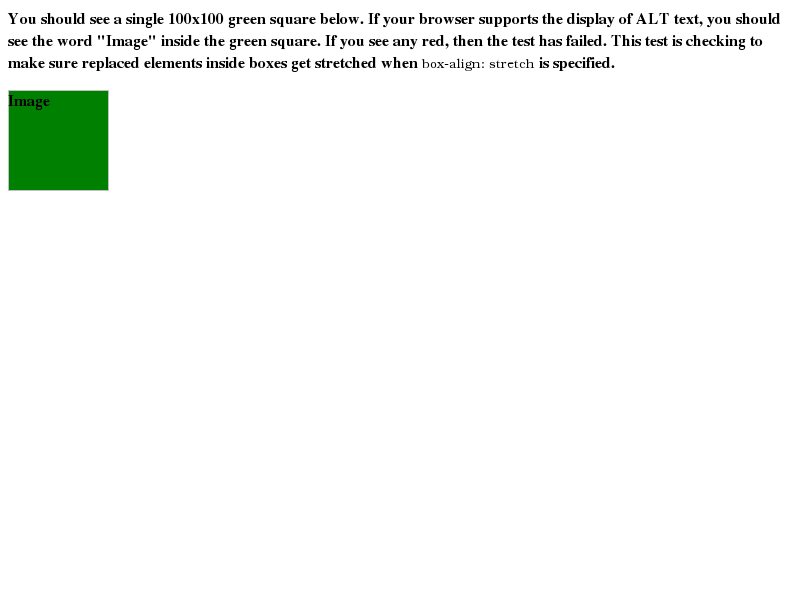 You should see a single 100x100 green square below. If your browser supports the display of ALT text, you should
see the word "Image" inside the green square. If you see any red, then the test has failed. This test is checking to
make sure replaced elements inside boxes get stretched when box-align: stretch is specified.
Image